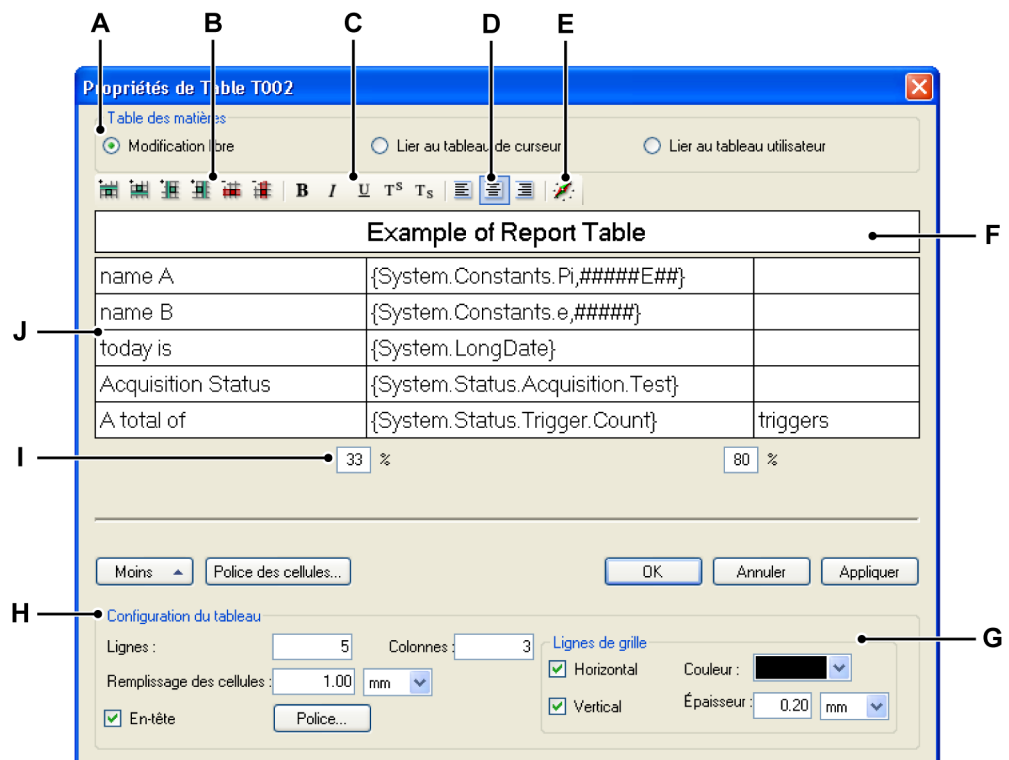 A B C D E
Propriétés de Table T002
Table des matières
Modification libre Lier au tableau de curseur Lier au tableau utilisateur
B I U T^S T_S
Example of Report Table
F
name A {System.Constants.Pi,#####E##}
name B {System.Constants.e,#####}
J
today is {System.LongDate}
Acquisition Status {System.Status.Acquisition.Test}
A total of {System.Status.Trigger.Count} triggers
I 33 % 80 %
Moins Police des cellules... OK Annuler Appliquer
H Configuration du tableau
Lignes : 5 Colonnes : 3 Lignes de grille G
Horizontal Couleur :
Remplissage des cellules : 1.00 mm
Vertical Épaisseur : 0.20 mm
En-tête Police...